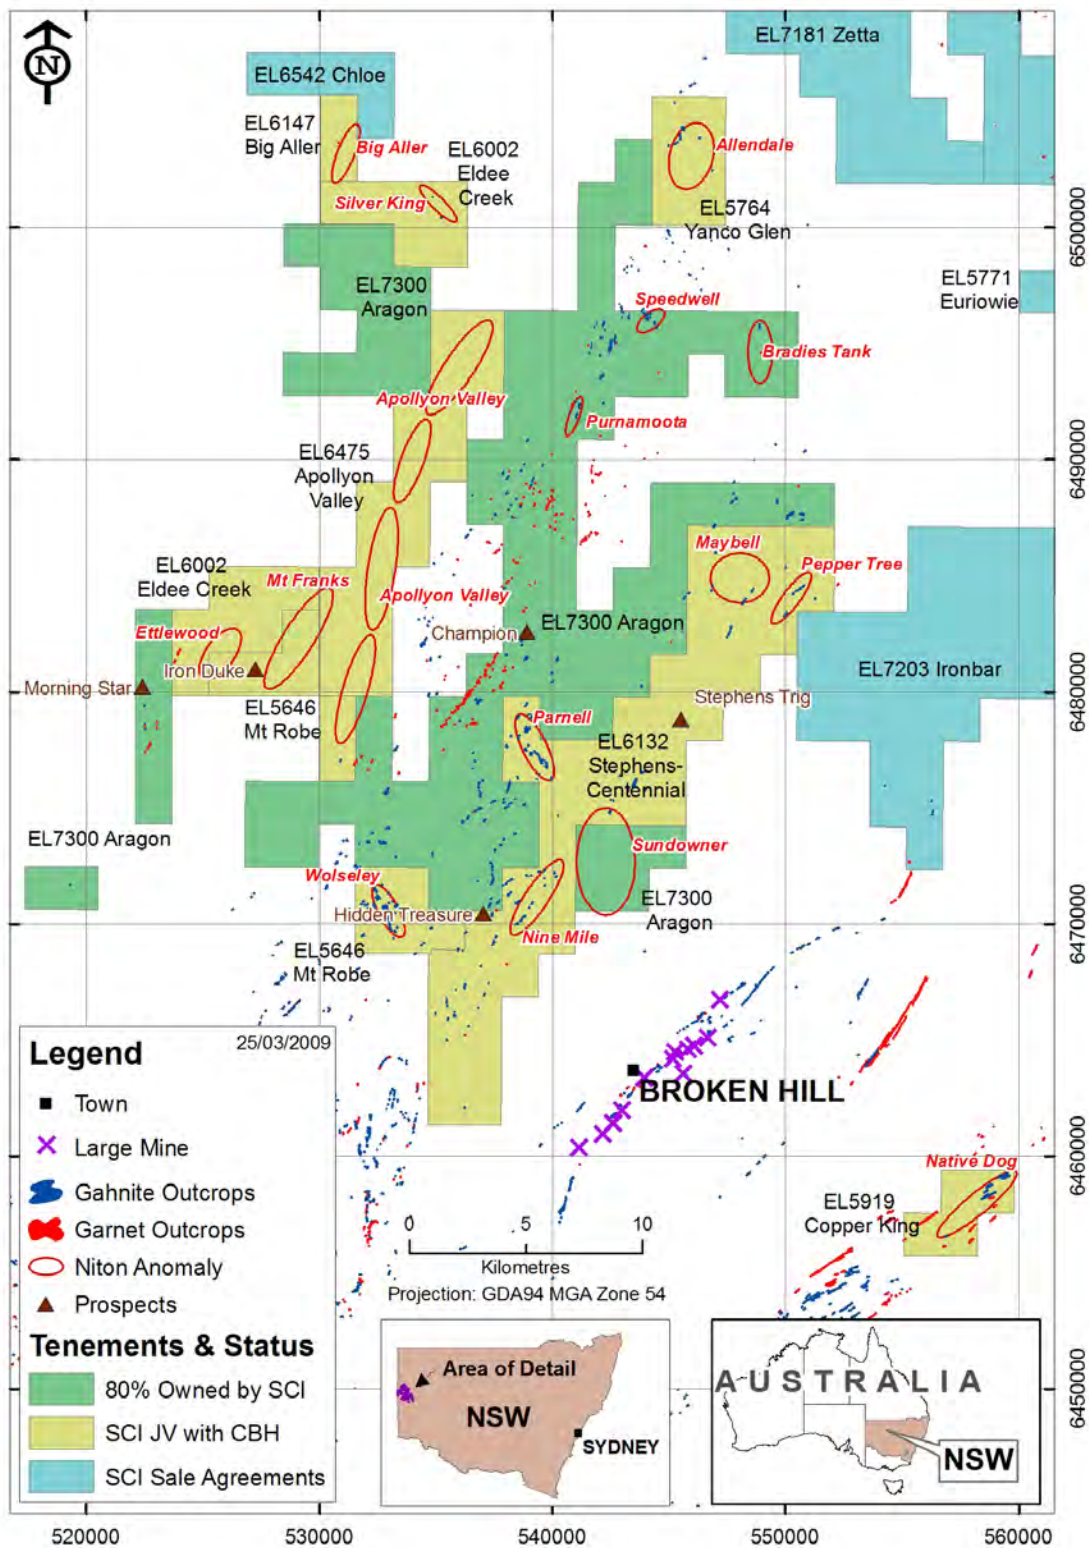 N
EL7181 Zetta
EL6542 Chloe
EL6147
Big Aller
Big Aller
EL6002
Eldee
Creek
Allendale
Silver King
EL5764
Yanco Glen
6500000
EL7300
Aragon
EL5771
Euriowie
Speedwell
Bradies Tank
Apollyon Valley
Purnamoota
EL6475
Apollyon
Valley
6490000
Maybell
Pepper Tree
EL6002
Eldee Creek
Mt Franks
Apollyon Valley
Ettlewood
Champion
EL7300 Aragon
Iron Duke
EL7203 Ironbar
Morning Star
6480000
Stephens Trig
EL5646
Mt Robe
Parnell
EL6132
Stephens-
Centennial
EL7300 Aragon
Sundowner
Wolseley
Hidden Treasure
EL7300
Aragon
Nine Mile
6470000
EL5646
Mt Robe
Legend
25/03/2009
Town
Large Mine
Gahnite Outcrops
Garnet Outcrops
Niton Anomaly
Prospects
Tenements & Status
80% Owned by SCI
SCI JV with CBH
SCI Sale Agreements
BROKEN HILL
6460000
Native Dog
EL5919
Copper King
0 5 10
Kilometres
Projection: GDA94 MGA Zone 54
Area of Detail
NSW
SYDNEY
AUSTRALIA
NSW
6450000
520000 530000 540000 550000 560000